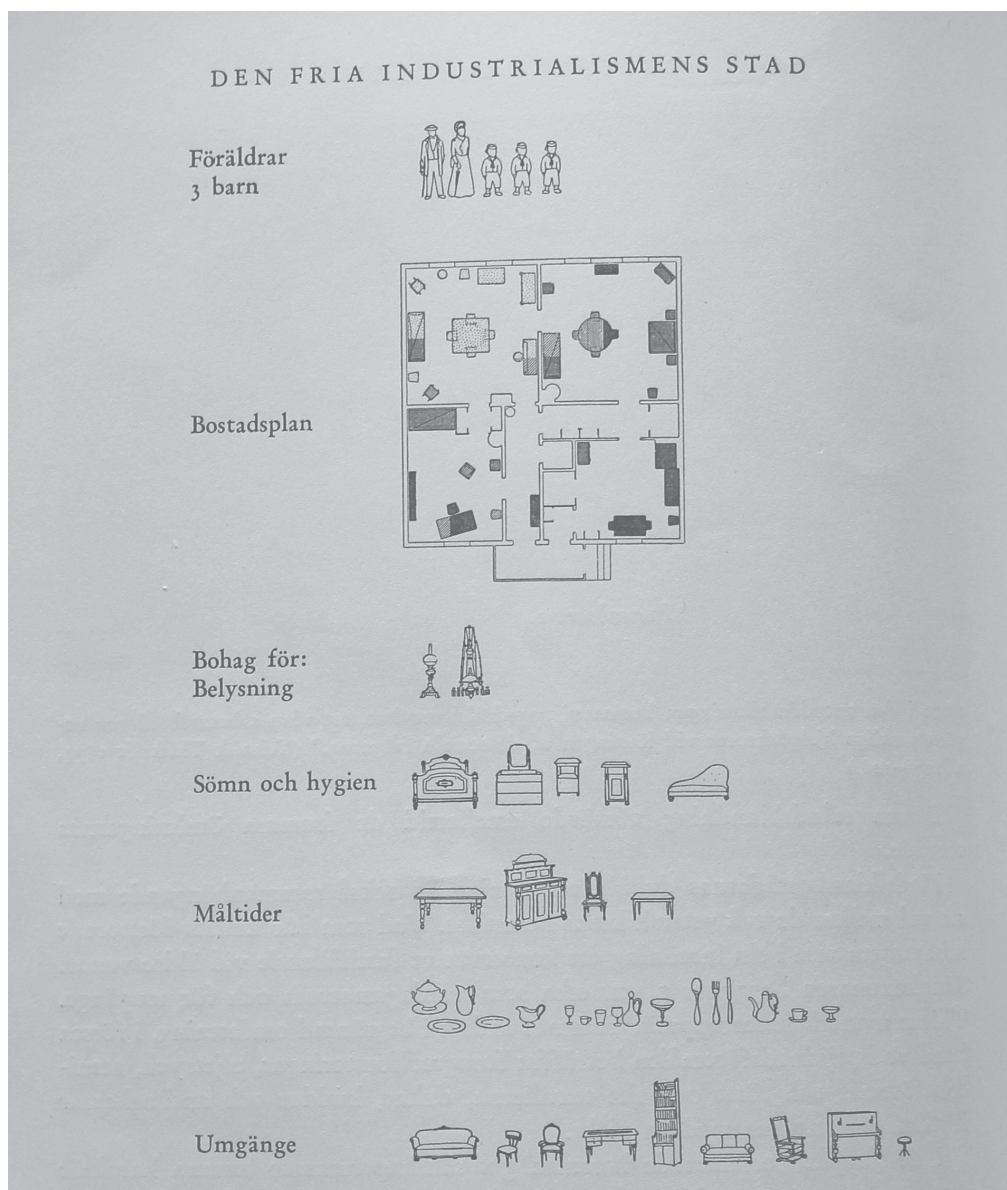 DEN FRIA INDUSTRIALISMENS STAD
Föräldrar
3 barn
Bostadsplan
Bohag för:
Belysning
Sömn och hygien
Måltider
Umgänge